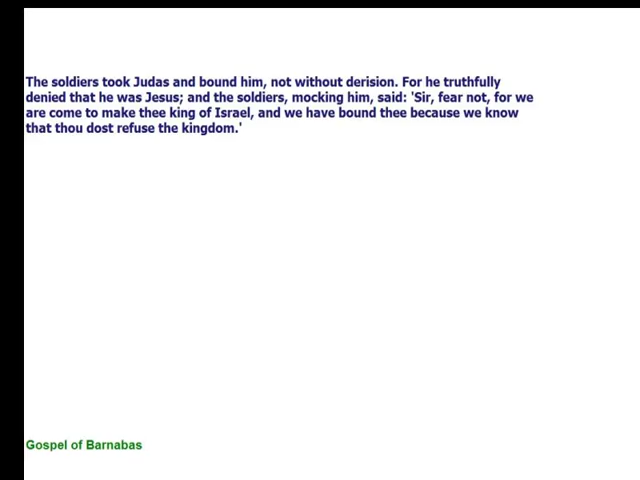 The soldiers took Judas and bound him, not without derision. For he truthfully
denied that he was Jesus; and the soldiers, mocking him, said: 'Sir, fear not, for we
are come to make thee king of Israel, and we have bound thee because we know
that thou dost refuse the kingdom.'
Gospel of Barnabas